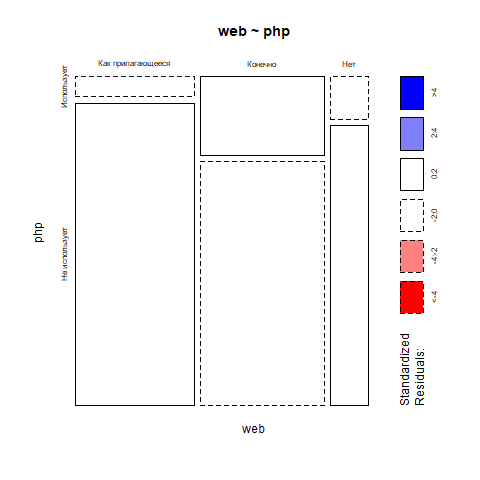 web ~ php
Как прилагающееся
Конечно
Нет
Использует
Не использует
php
web
Standardized
Residuals:
<-4
-4:-2
-2:0
0:2
2:4
>4